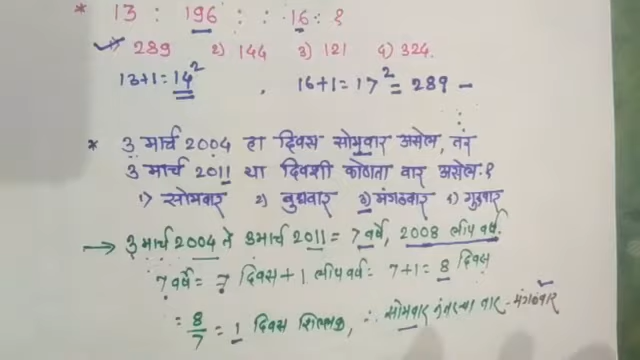 * 13 : 196 : : 16 : ?
1) 289 2) 144 3) 121 4) 324.
13+1=14² , 16+1=17² = 289 –
* 3 मार्च 2004 हा दिवस सोमवार असेल, तर
3 मार्च 2011 या दिवशी कोणता वार असेल?
1) सोमवार 2) बुधवार 3) मंगळवार 4) गुरुवार
→ 3 मार्च 2004 ते 3 मार्च 2011 = 7 वर्षे, 2008 लीप वर्ष.
7 वर्षे = 7 दिवस + 1 लीपवर्ष = 7+1 = 8 दिवस
= 8/7 = 1 दिवस शिल्लक, ∴ सोमवार नंतरचा वार - मंगळवार